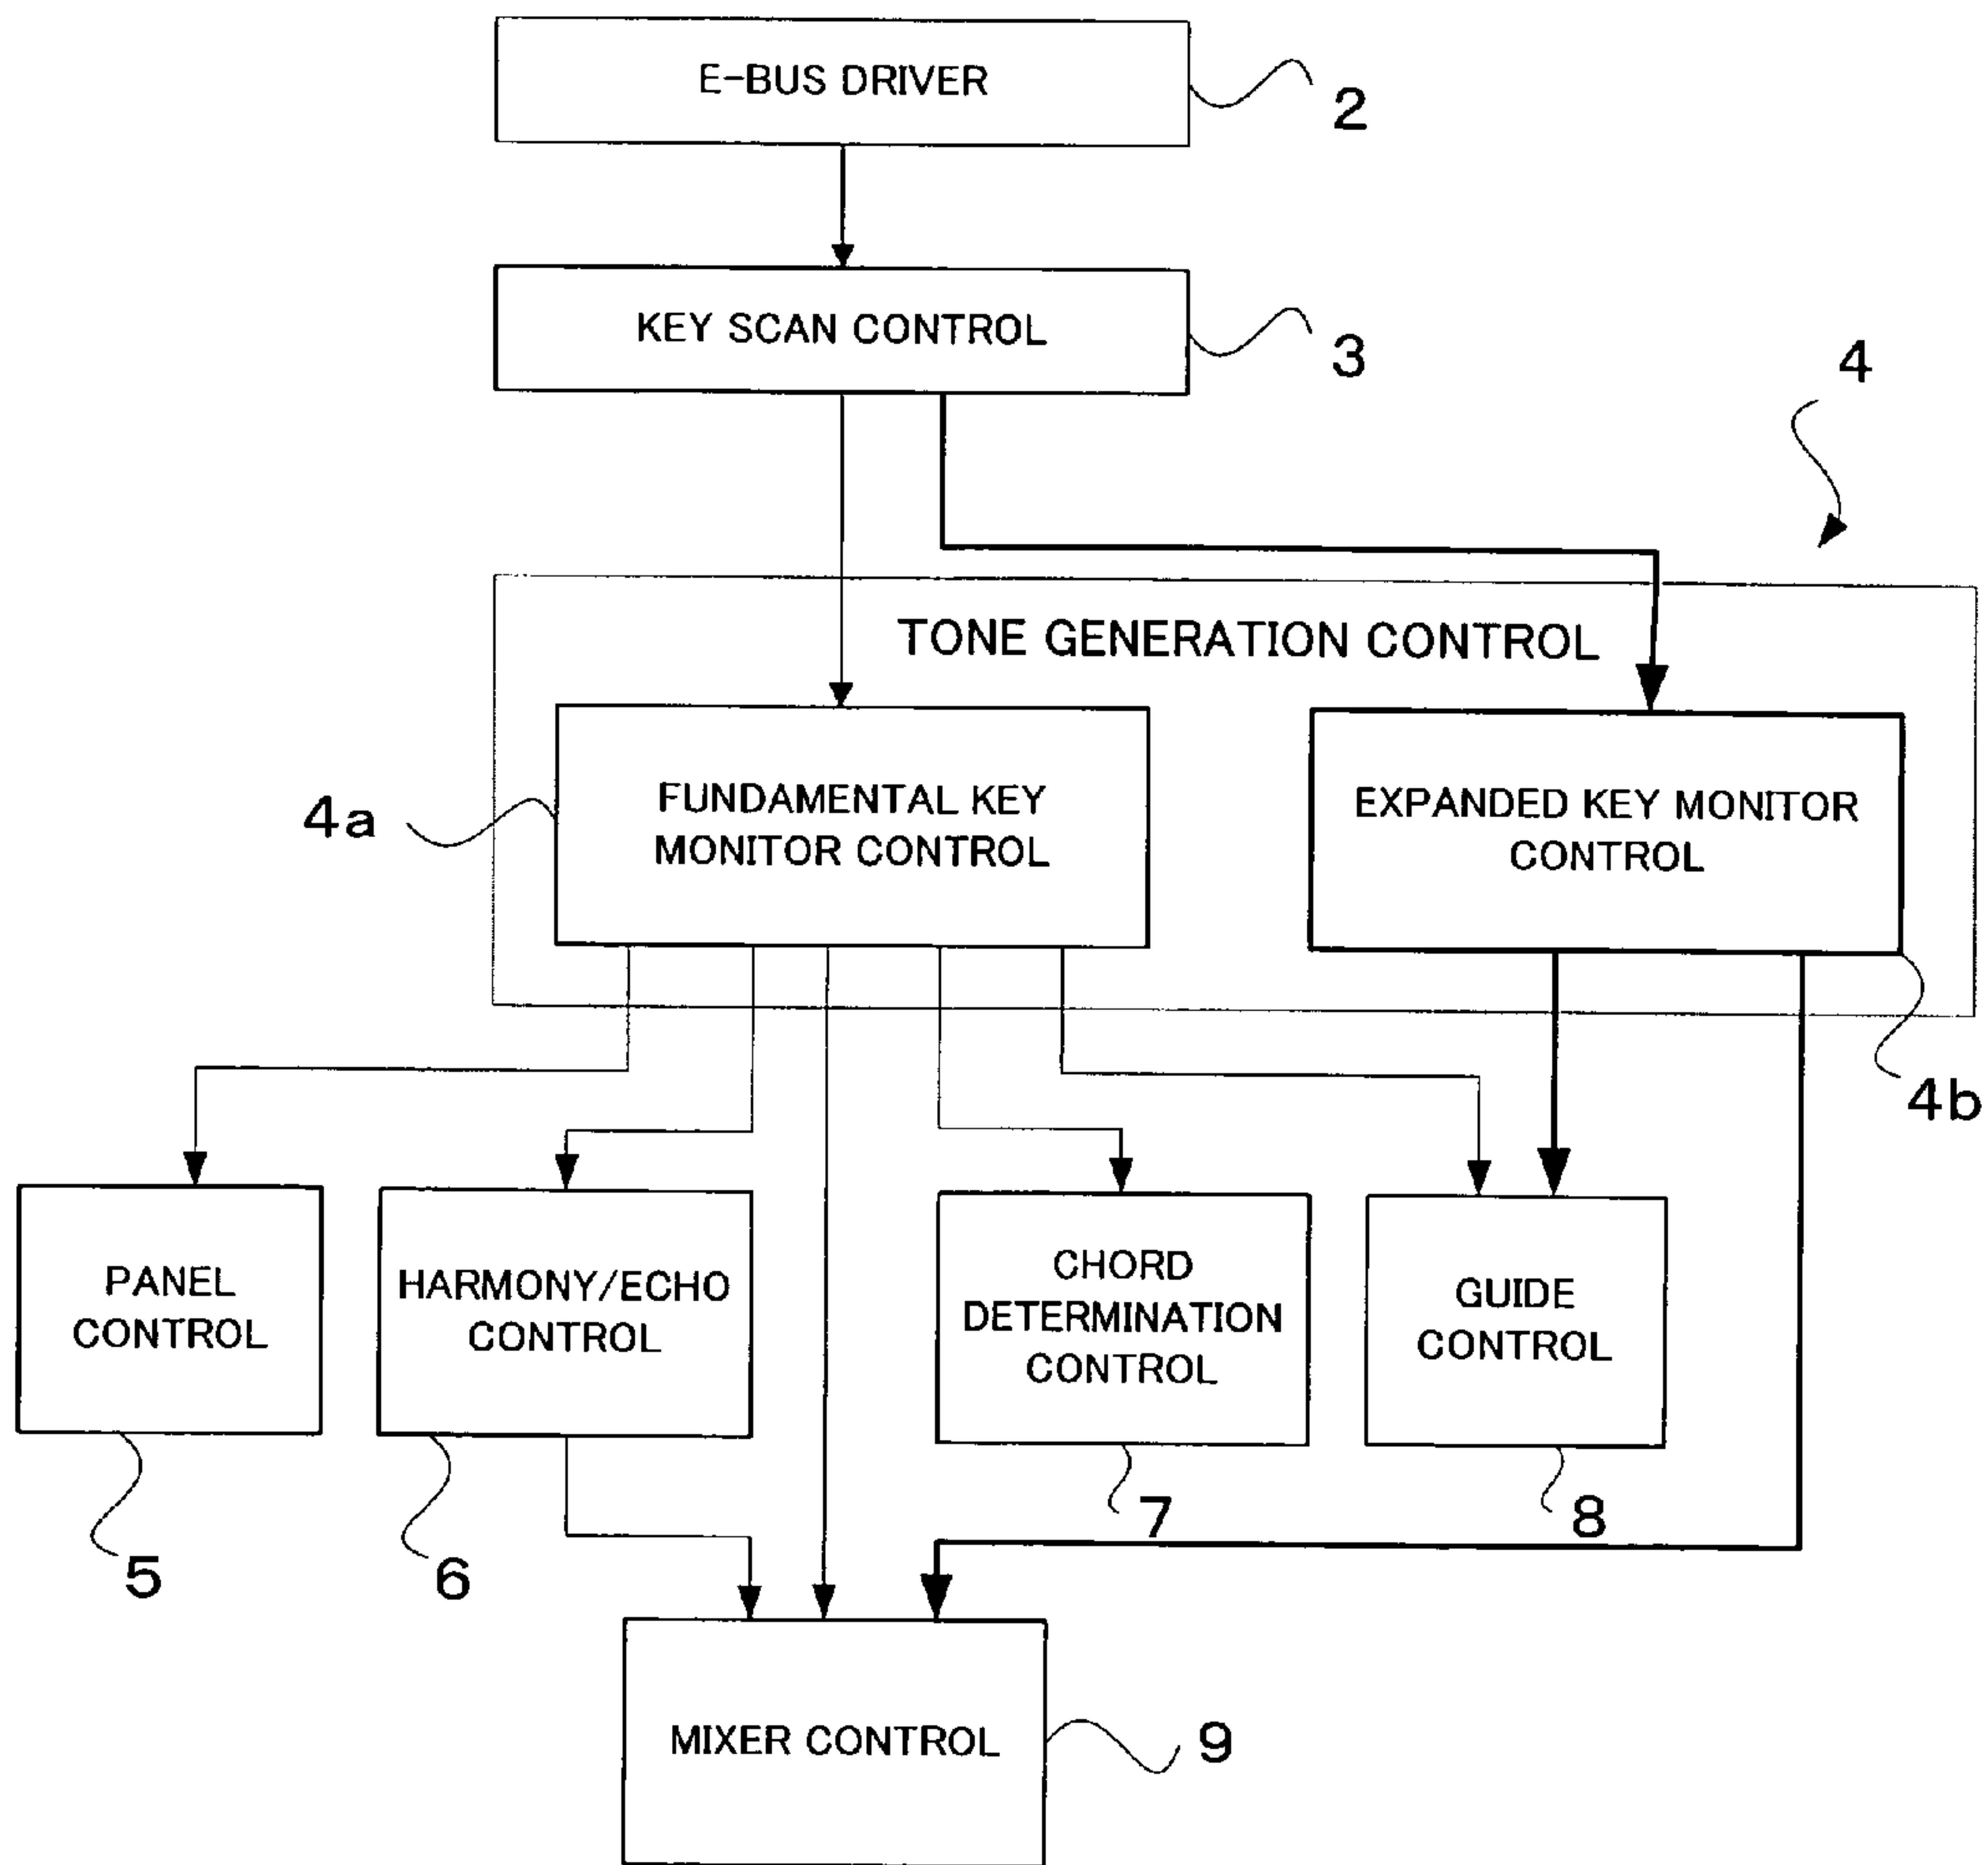 E-BUS DRIVER
2
KEY SCAN CONTROL
3
4
TONE GENERATION CONTROL
4a
FUNDAMENTAL KEY
MONITOR CONTROL
EXPANDED KEY MONITOR
CONTROL
4b
PANEL
CONTROL
HARMONY/ECHO
CONTROL
CHORD
DETERMINATION
CONTROL
GUIDE
CONTROL
5
6
7
8
MIXER CONTROL
9